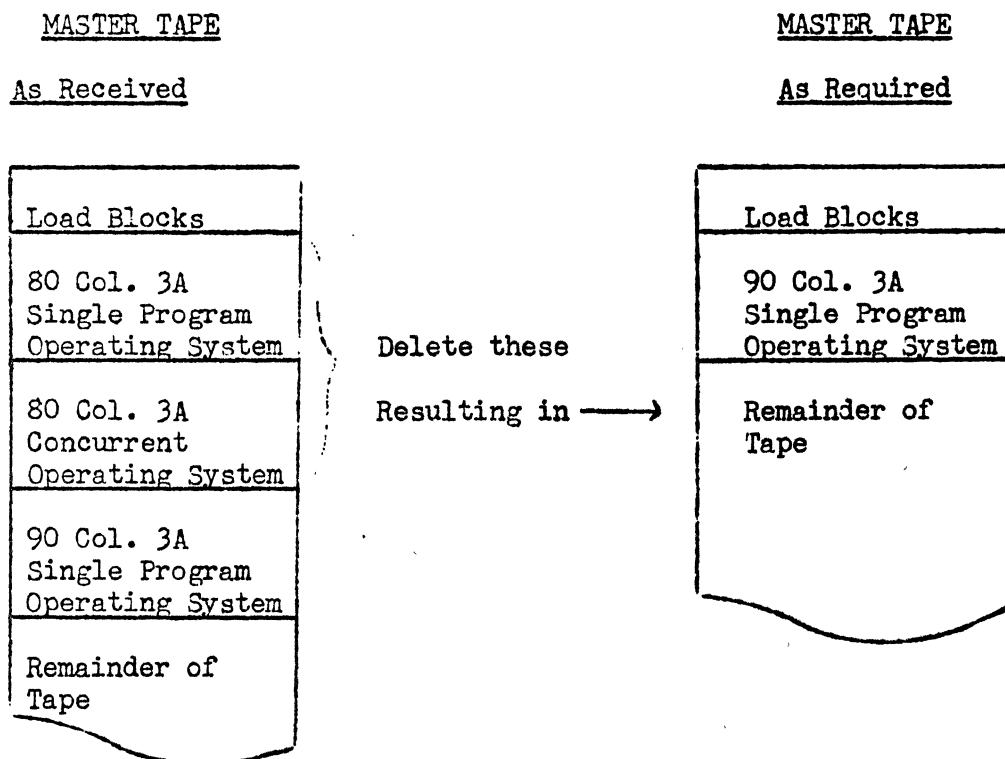 MASTER TAPE
As Received
Load Blocks
80 Col. 3A
Single Program
Operating System
80 Col. 3A
Concurrent
Operating System
90 Col. 3A
Single Program
Operating System
Remainder of
Tape
Delete these
Resulting in
MASTER TAPE
As Required
Load Blocks
90 Col. 3A
Single Program
Operating System
Remainder of
Tape